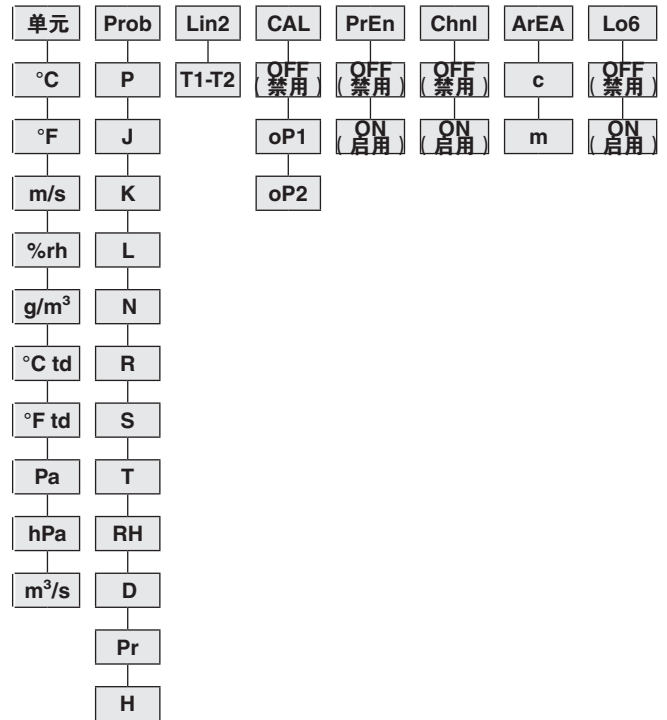 单元 Prob Lin2 CAL PrEn Chnl ArEA Lo6
°C P T1-T2 OFF OFF OFF c OFF
(禁用) (禁用) (禁用) (禁用)
°F J oP1 ON ON m ON
(启用) (启用) (启用)
m/s K oP2
%rh L
g/m³ N
°C td R
°F td S
Pa T
hPa RH
m³/s D
Pr
H